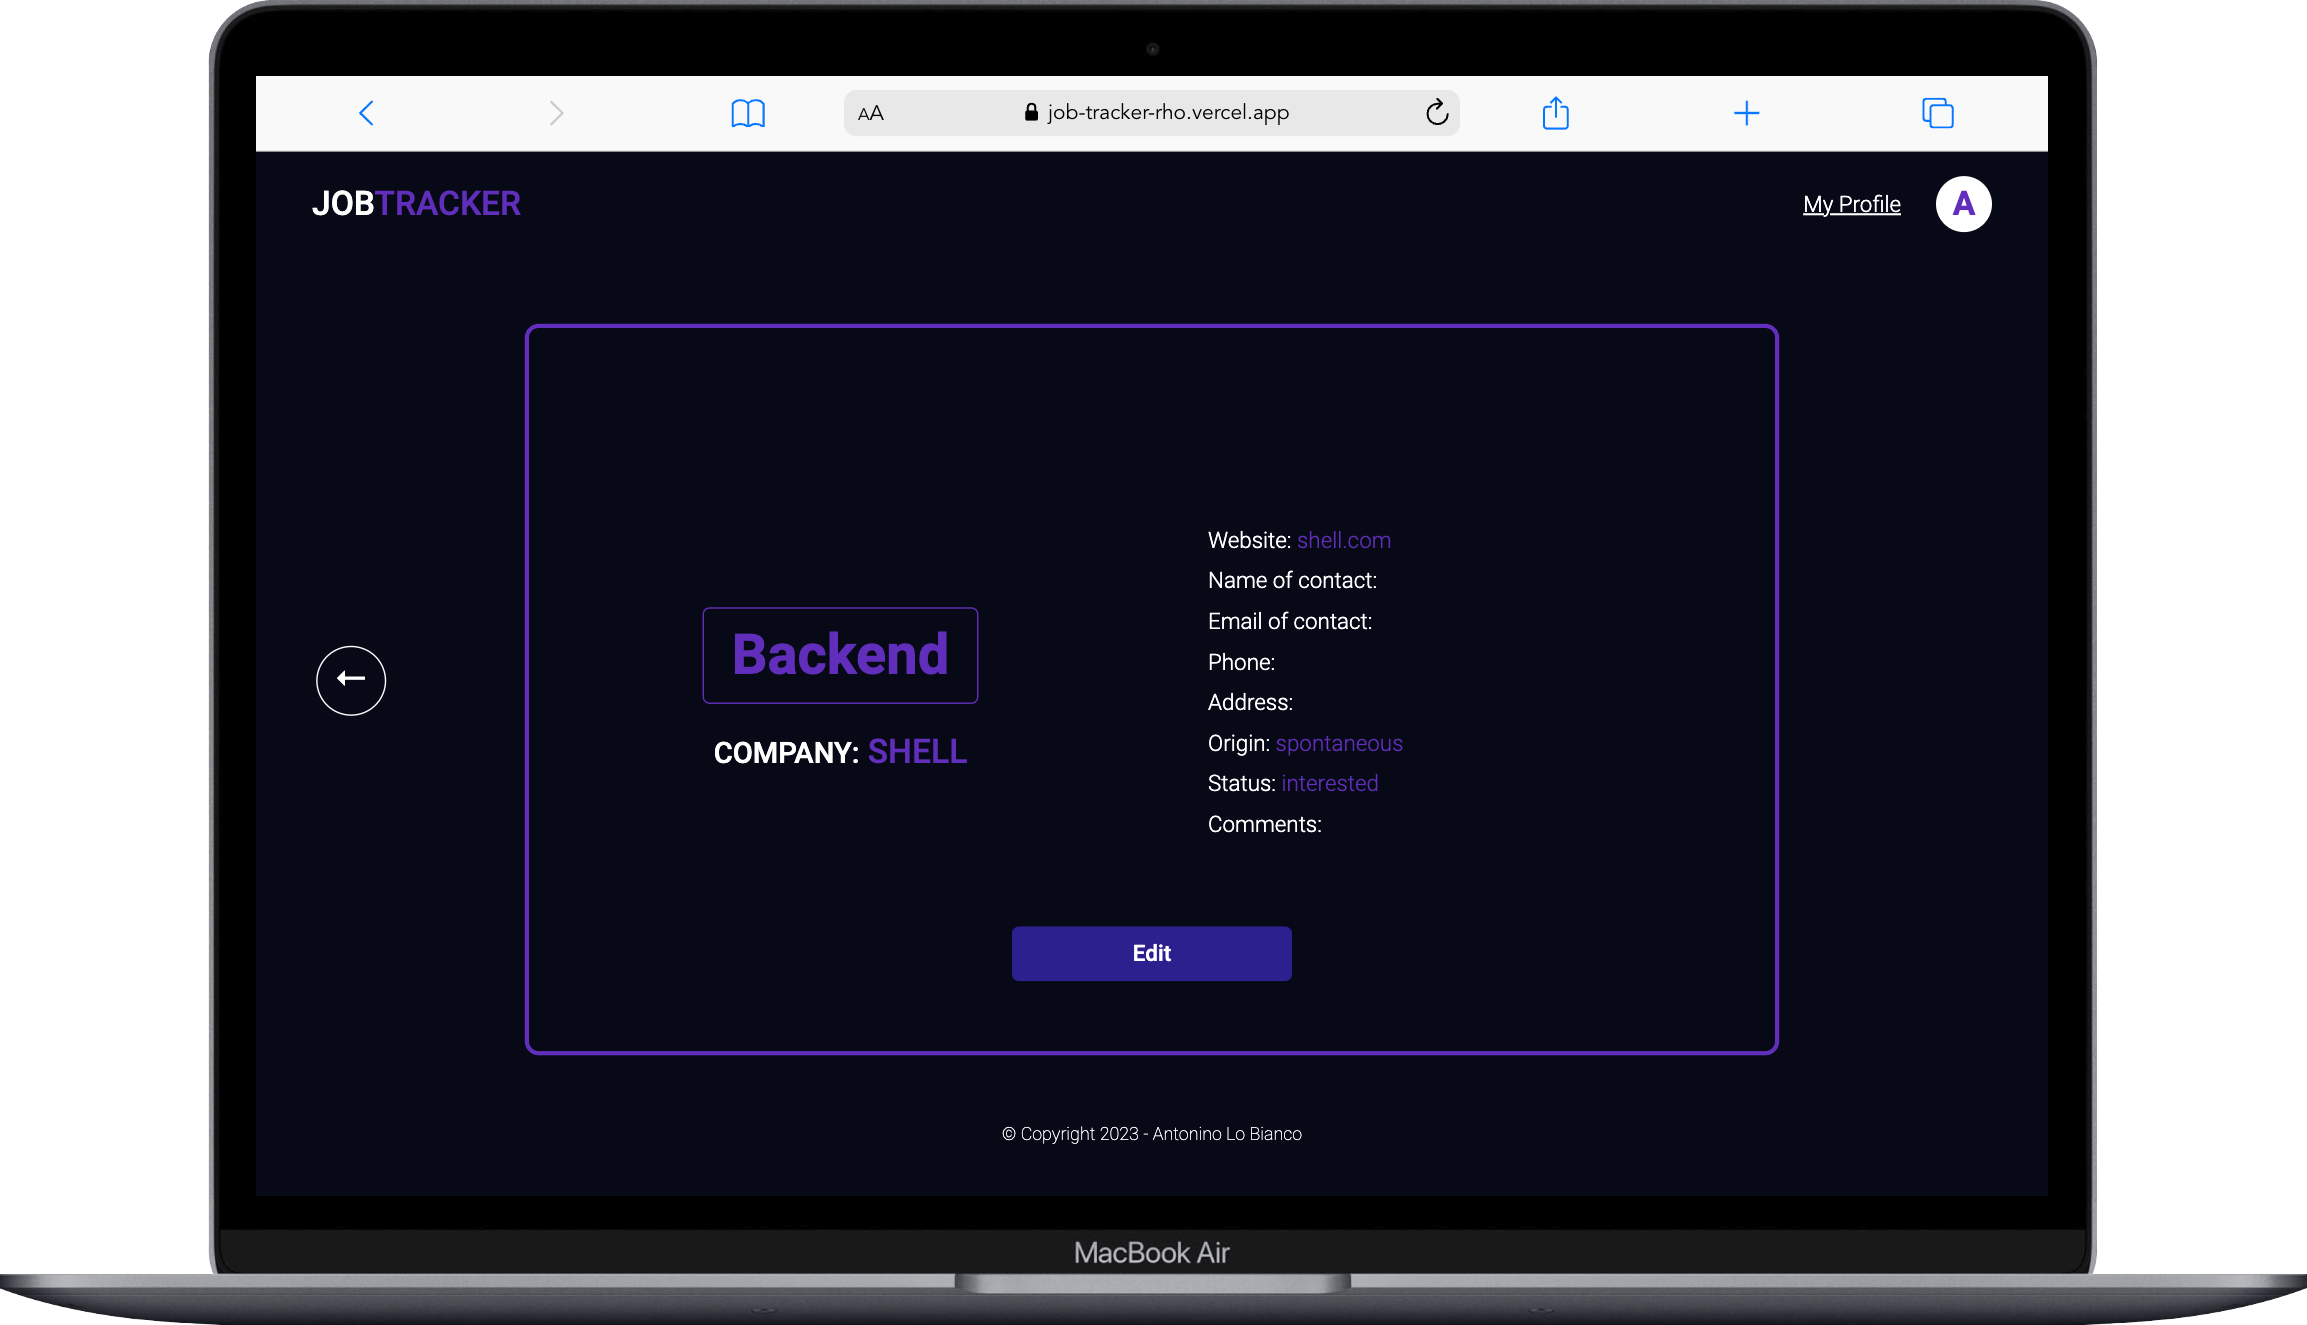 AA job-tracker-rho.vercel.app
JOBTRACKER
My Profile
A
Backend
COMPANY: SHELL
Website: shell.com
Name of contact:
Email of contact:
Phone:
Address:
Origin: spontaneous
Status: interested
Comments:
Edit
© Copyright 2023 - Antonino Lo Bianco
MacBook Air